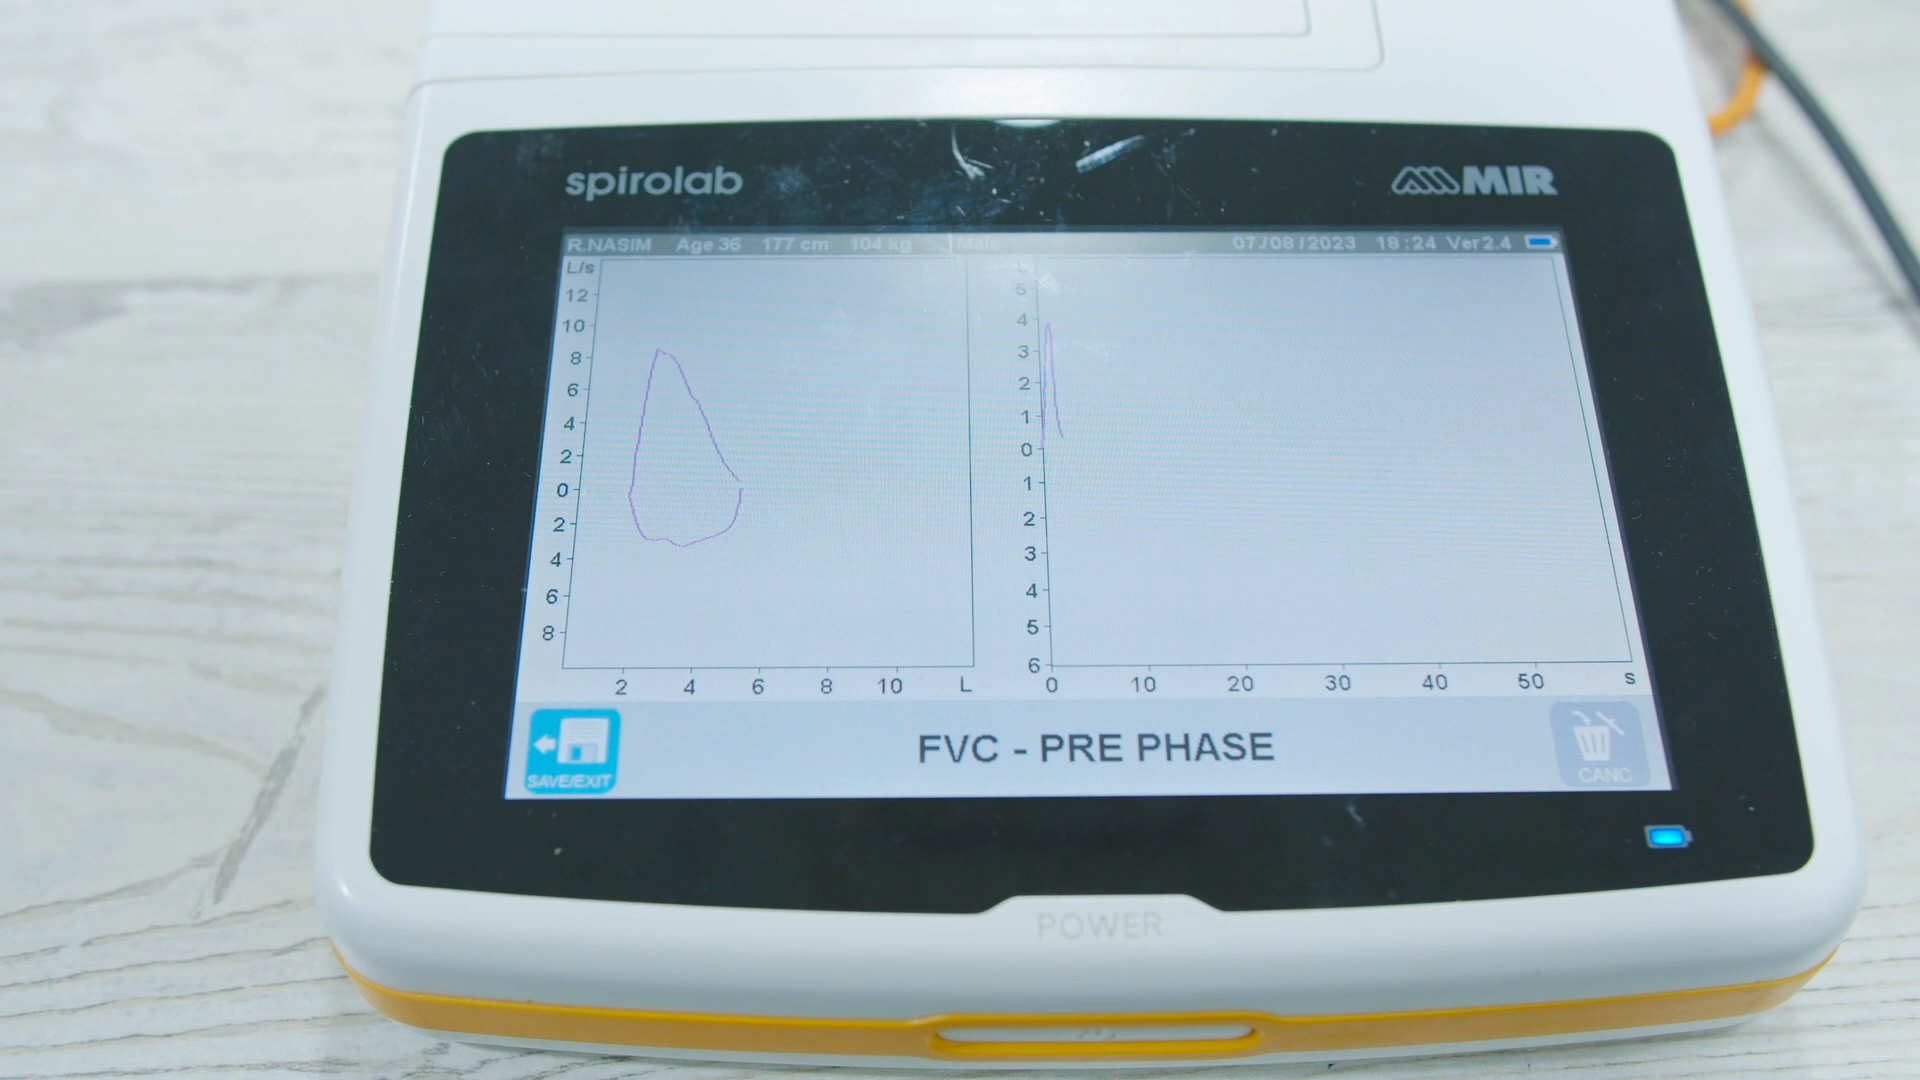 spirolab MIR
R.NASIM Age 36 177 cm 104 kg Male 07/08/2023 18:24 Ver2.4
L/s
12
10
8
6
4
2
0
2
4
6
8
2 4 6 8 10 L
5
4
3
2
1
0
1
2
3
4
5
6
0 10 20 30 40 50 s
SAVE/EXIT
FVC - PRE PHASE
CANC
POWER